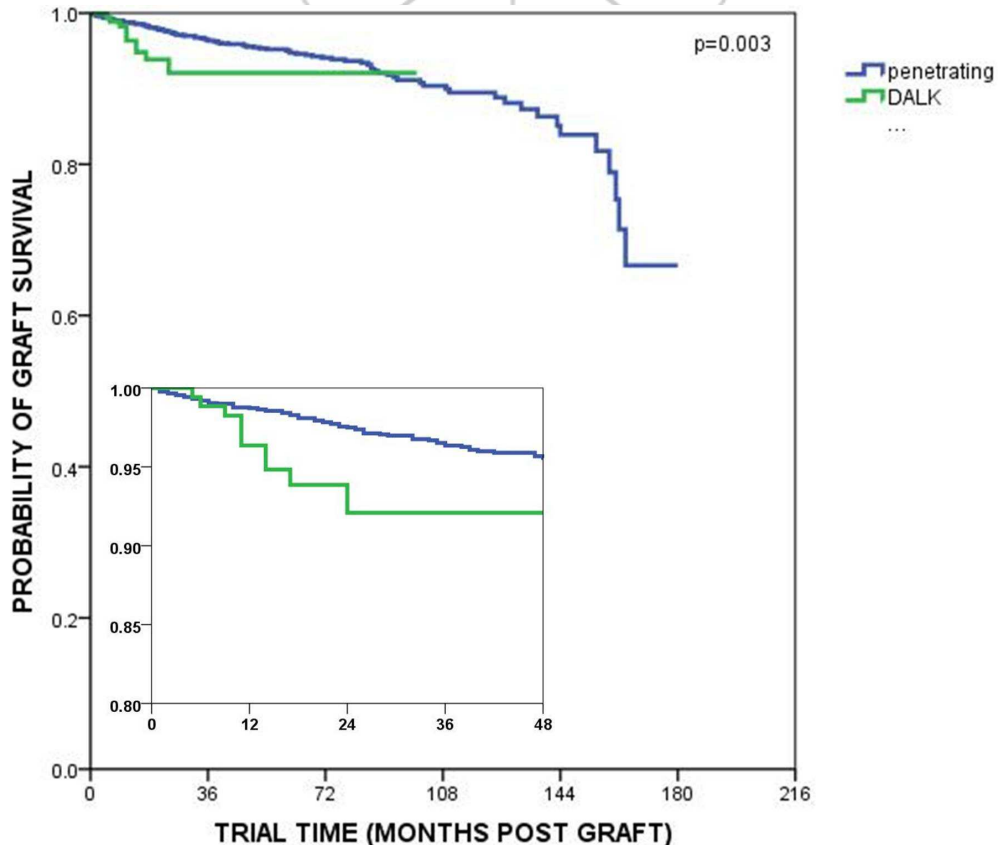 1.0
0.8
0.6
0.4
0.2
0.0
PROBABILITY OF GRAFT SURVIVAL
p=0.003
penetrating
DALK
...
1.00
0.95
0.90
0.85
0.80
0 12 24 36 48
0 36 72 108 144 180 216
TRIAL TIME (MONTHS POST GRAFT)